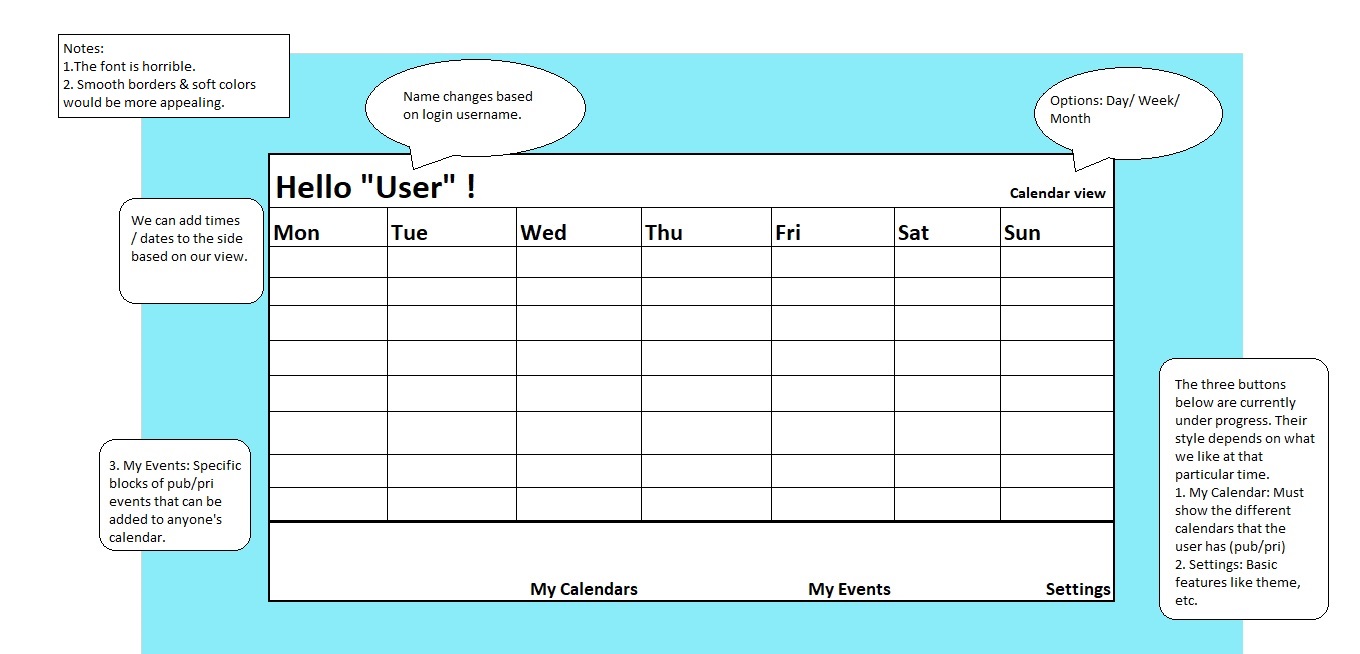 Notes:
1.The font is horrible.
2. Smooth borders & soft colors
would be more appealing.
Name changes based
on login username.
Options: Day/ Week/
Month
Hello "User" !
Calendar view
We can add times
/ dates to the side
based on our view.
Mon Tue Wed Thu Fri Sat Sun
3. My Events: Specific
blocks of pub/pri
events that can be
added to anyone's
calendar.
The three buttons
below are currently
under progress. Their
style depends on what
we like at that
particular time.
1. My Calendar: Must
show the different
calendars that the
user has (pub/pri)
2. Settings: Basic
features like theme,
etc.
My Calendars My Events Settings